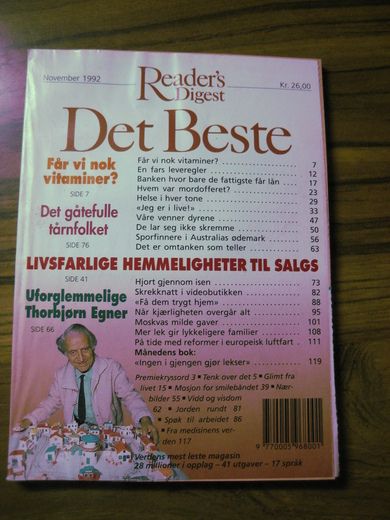 November 1992
Reader's
Digest
Kr. 26,00
Det Beste
Får vi nok
vitaminer?
SIDE 7
Det gåtefulle
tårnfolket
SIDE 76
Får vi nok vitaminer? 7
En fars leveregler 12
Banken hvor bare de fattigste får lån 17
Hvem var mordofferet? 23
Helse i hver tone 29
«Jeg er i live!» 33
Våre venner dyrene 47
De lar seg ikke skremme 50
Sporfinnere i Australias ødemark 56
Det er omtanken som teller 63
LIVSFARLIGE HEMMELIGHETER TIL SALGS
SIDE 41
Uforglemmelige
Thorbjørn Egner
SIDE 66
Hjort gjennom isen 73
Skrekknatt i videobutikken 82
«Få dem trygt hjem» 88
Når kjærligheten overgår alt 95
Moskvas milde gaver 101
Mer lek gir lykkeligere familier 108
På tide med reformer i europeisk luftfart 111
Månedens bok:
«Ingen i gjengen gjør lekser» 119
Premiekryssord 3 ■ Tenk over det 5 ■ Glimt fra
livet 15 ■ Mosjon for smilebåndet 39 ■ Nær-
bilder 55 ■ Vidd og visdom
62 ■ Jorden rundt 81
■ Spøk til arbeidet 86
■ Fra medisinens ver-
den 117
9 770005 968001
Verdens mest leste magasin
28 millioner i opplag – 41 utgaver – 17 språk